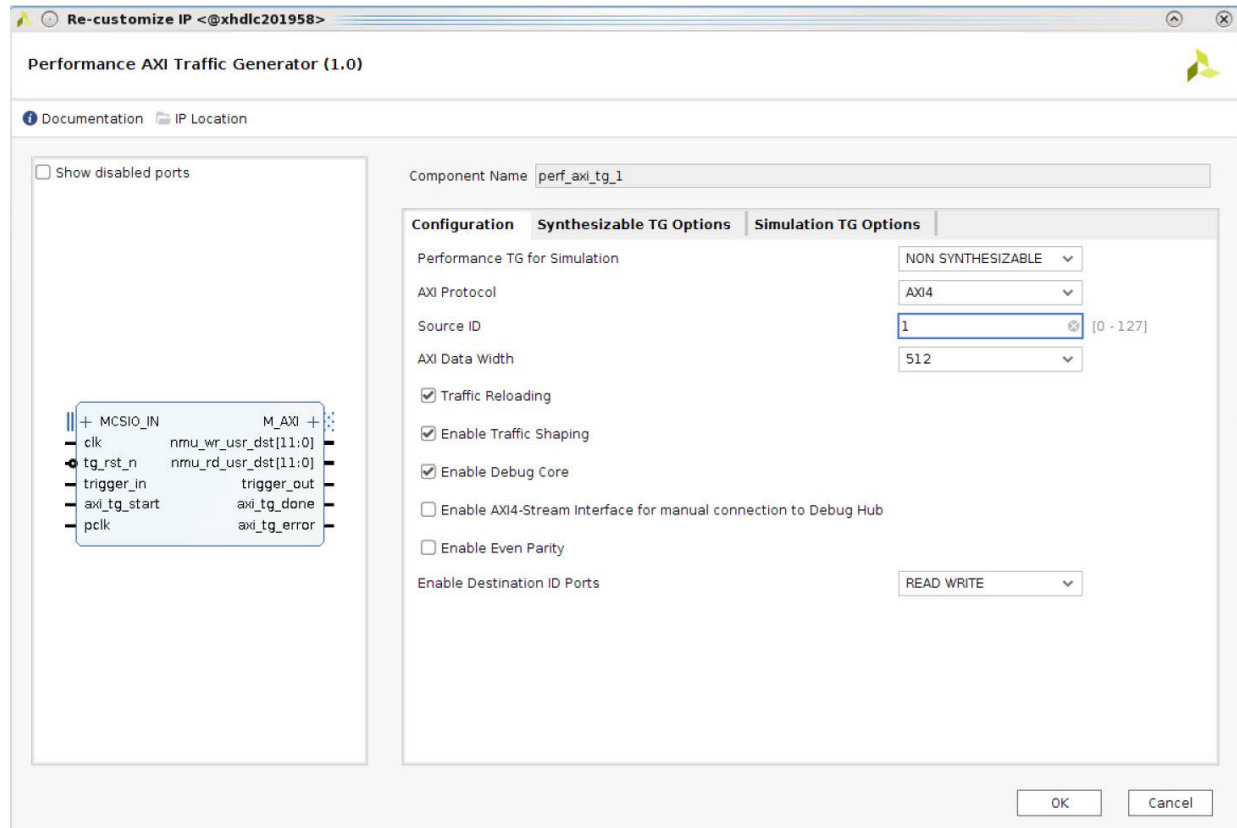 Re-customize IP <@xhdlc201958>
Performance AXI Traffic Generator (1.0)
Documentation IP Location
Show disabled ports
MCSIO_IN M_AXI
clk nmu_wr_usr_dst[11:0]
tg_rst_n nmu_rd_usr_dst[11:0]
trigger_in trigger_out
axi_tg_start axi_tg_done
pclk axi_tg_error
Component Name perf_axi_tg_1
Configuration Synthesizable TG Options Simulation TG Options
Performance TG for Simulation NON SYNTHESIZABLE
AXI Protocol AXI4
Source ID 1 [0 - 127]
AXI Data Width 512
Traffic Reloading
Enable Traffic Shaping
Enable Debug Core
Enable AXI4-Stream Interface for manual connection to Debug Hub
Enable Even Parity
Enable Destination ID Ports READ WRITE
OK Cancel